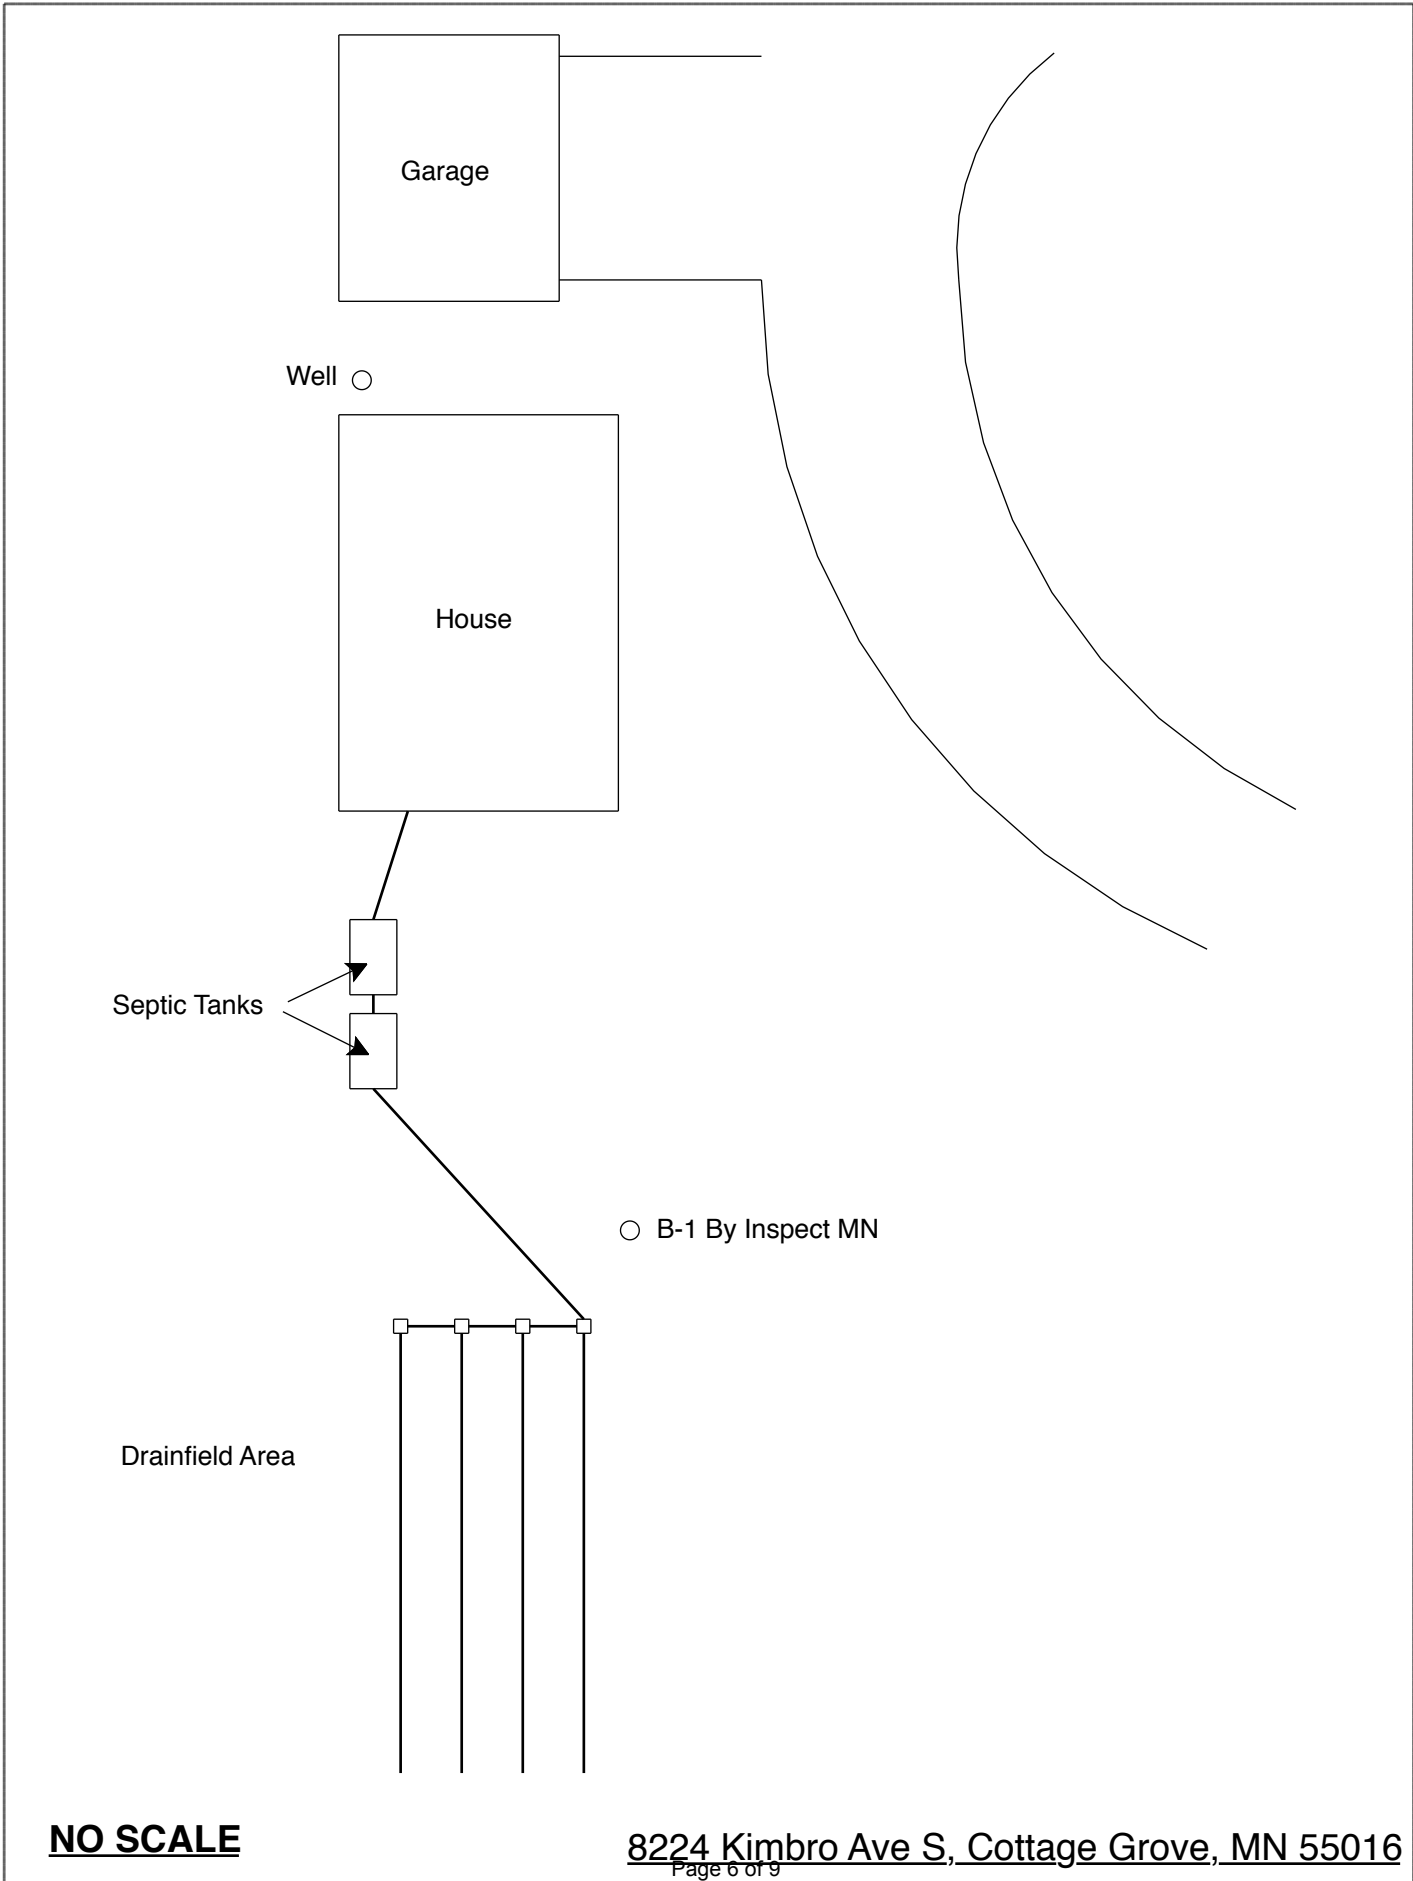 Garage
Well
House
Septic Tanks
B-1 By Inspect MN
Drainfield Area
NO SCALE
8224 Kimbro Ave S, Cottage Grove, MN 55016
Page 6 of 9